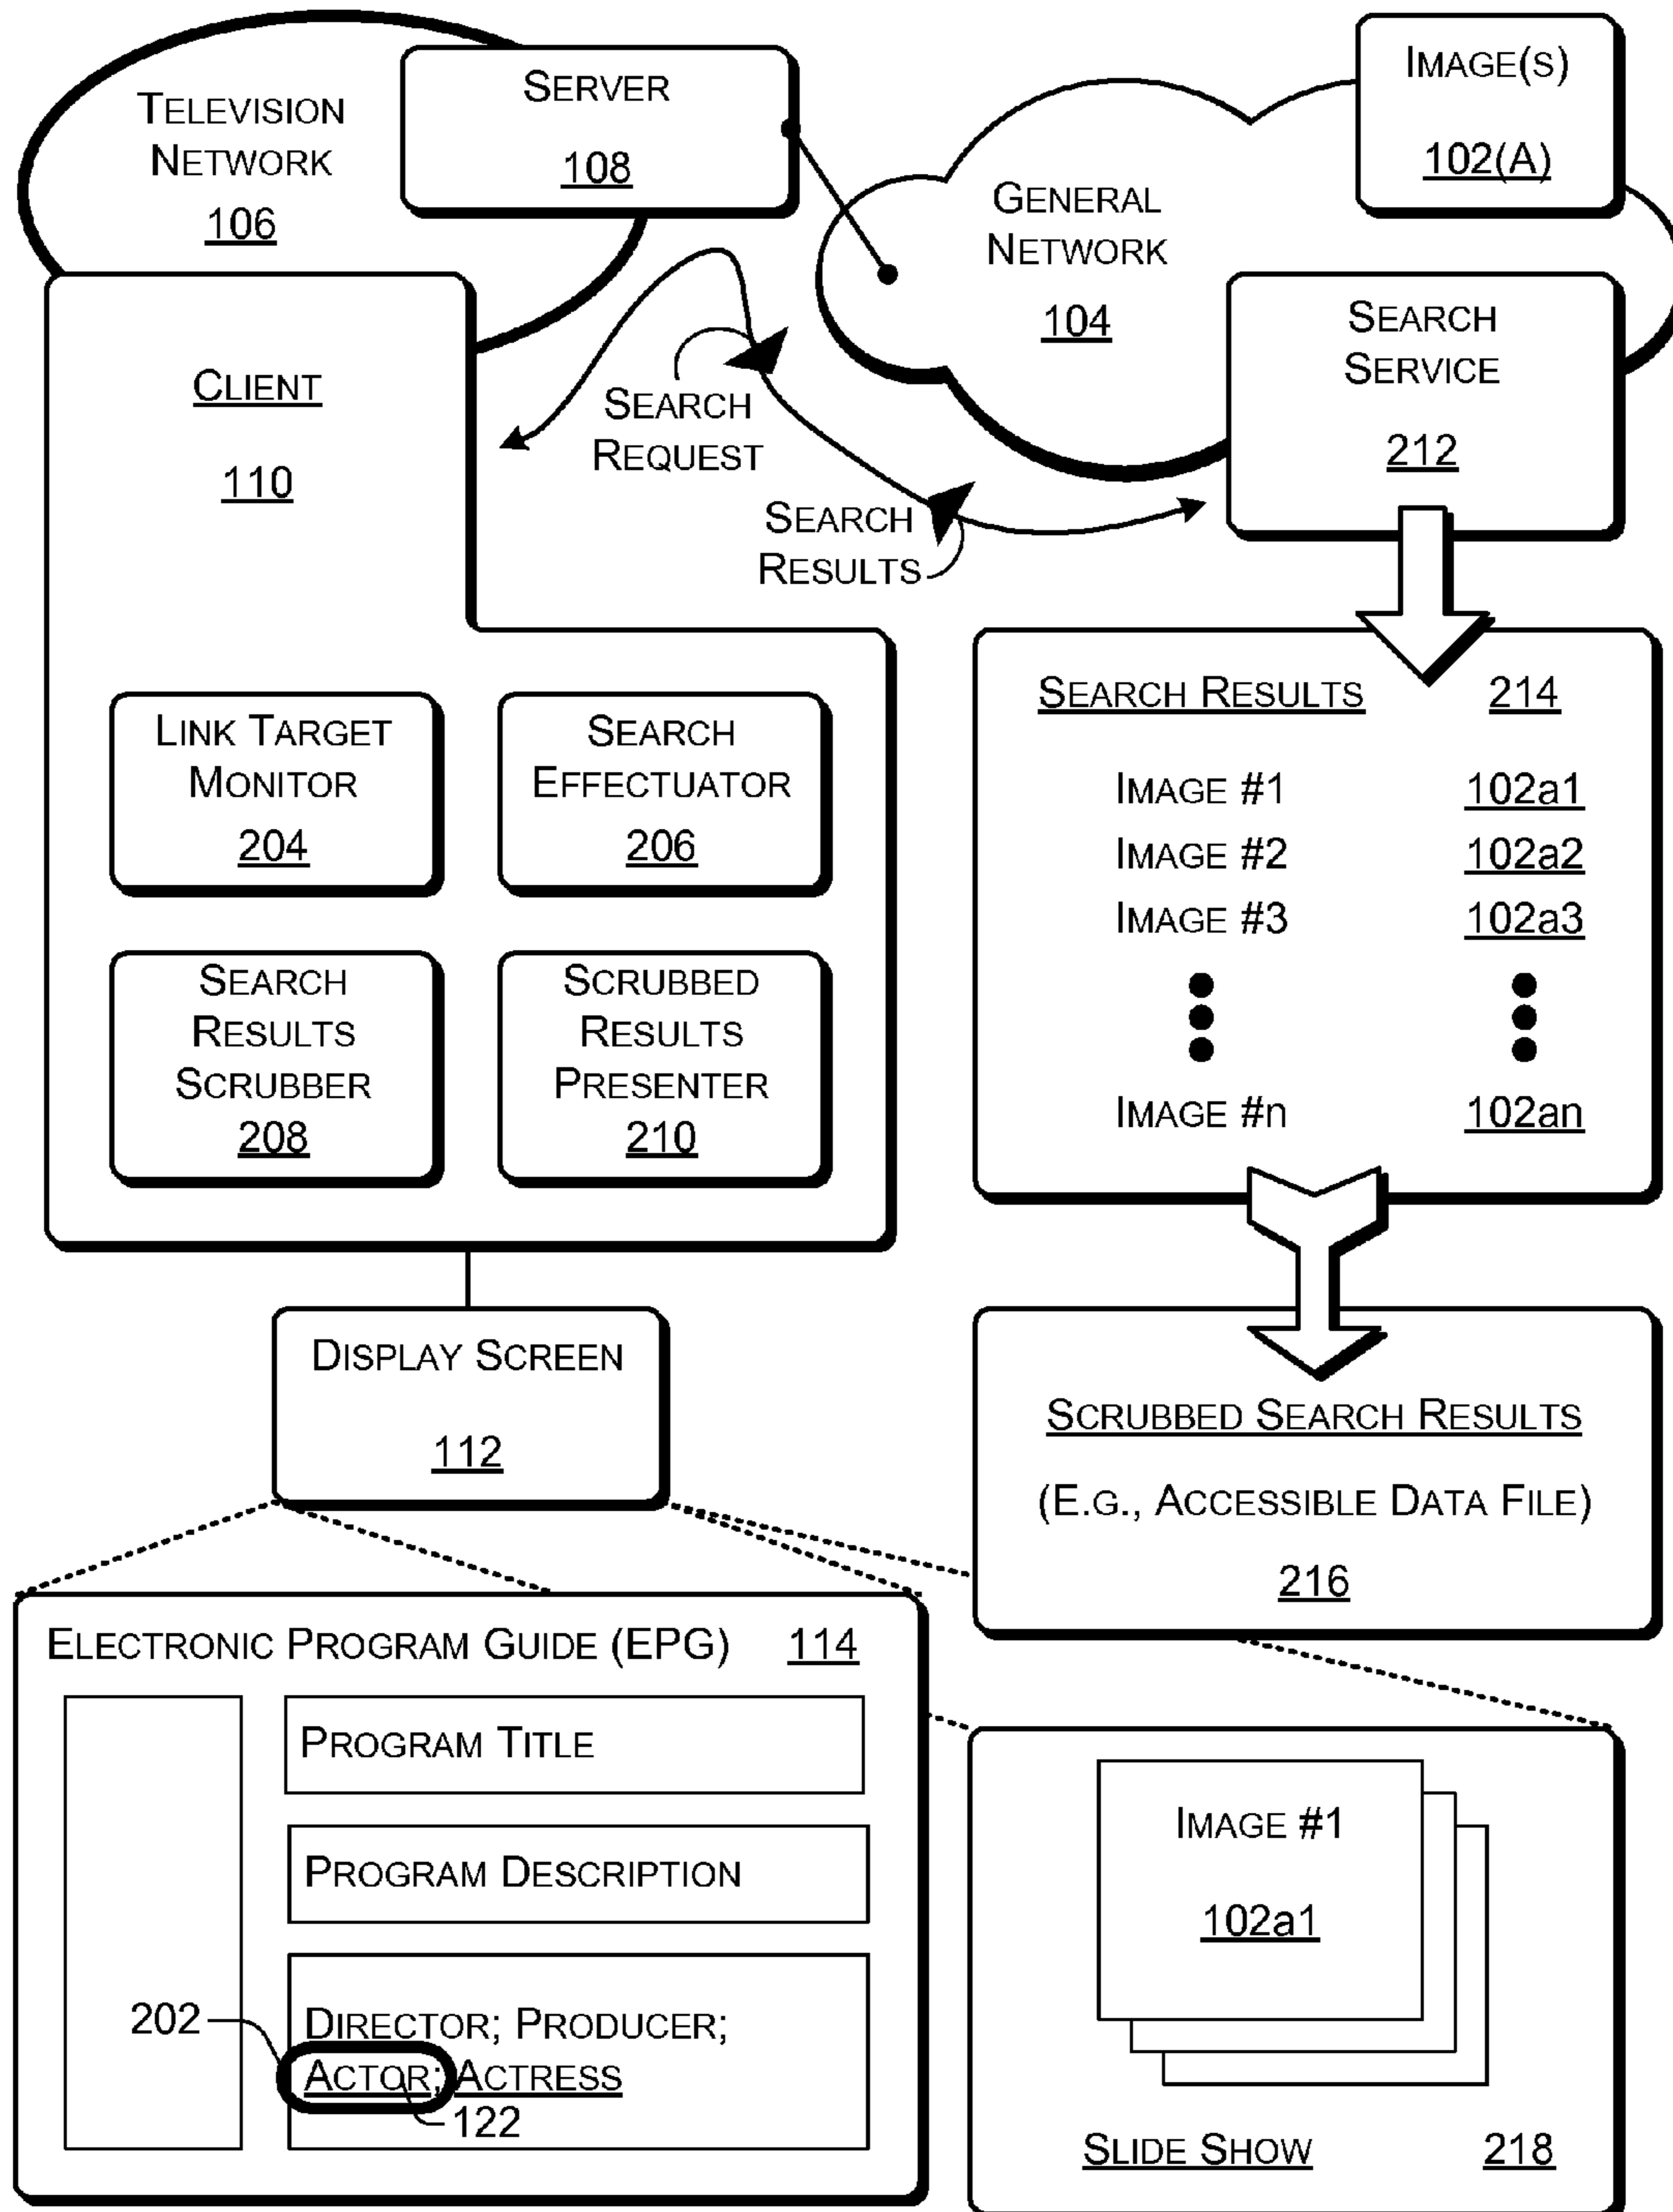 TELEVISION
NETWORK
106
SERVER
108
IMAGE(S)
102(A)
GENERAL
NETWORK
104
SEARCH
SERVICE
212
CLIENT
110
SEARCH
REQUEST
SEARCH
RESULTS
LINK TARGET
MONITOR
204
SEARCH
EFFECTUATOR
206
SEARCH
RESULTS
SCRUBBER
208
SCRUBBED
RESULTS
PRESENTER
210
SEARCH RESULTS 214
IMAGE #1 102a1
IMAGE #2 102a2
IMAGE #3 102a3
IMAGE #n 102an
DISPLAY SCREEN
112
SCRUBBED SEARCH RESULTS
(E.G., ACCESSIBLE DATA FILE)
216
ELECTRONIC PROGRAM GUIDE (EPG) 114
PROGRAM TITLE
PROGRAM DESCRIPTION
202
DIRECTOR; PRODUCER;
ACTOR; ACTRESS
122
IMAGE #1
102a1
SLIDE SHOW 218